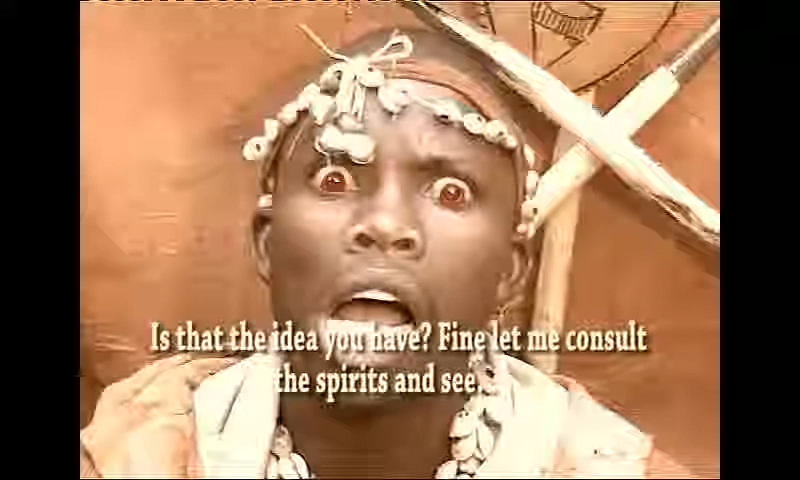 Is that the idea you have? Fine let me consult
the spirits and see....